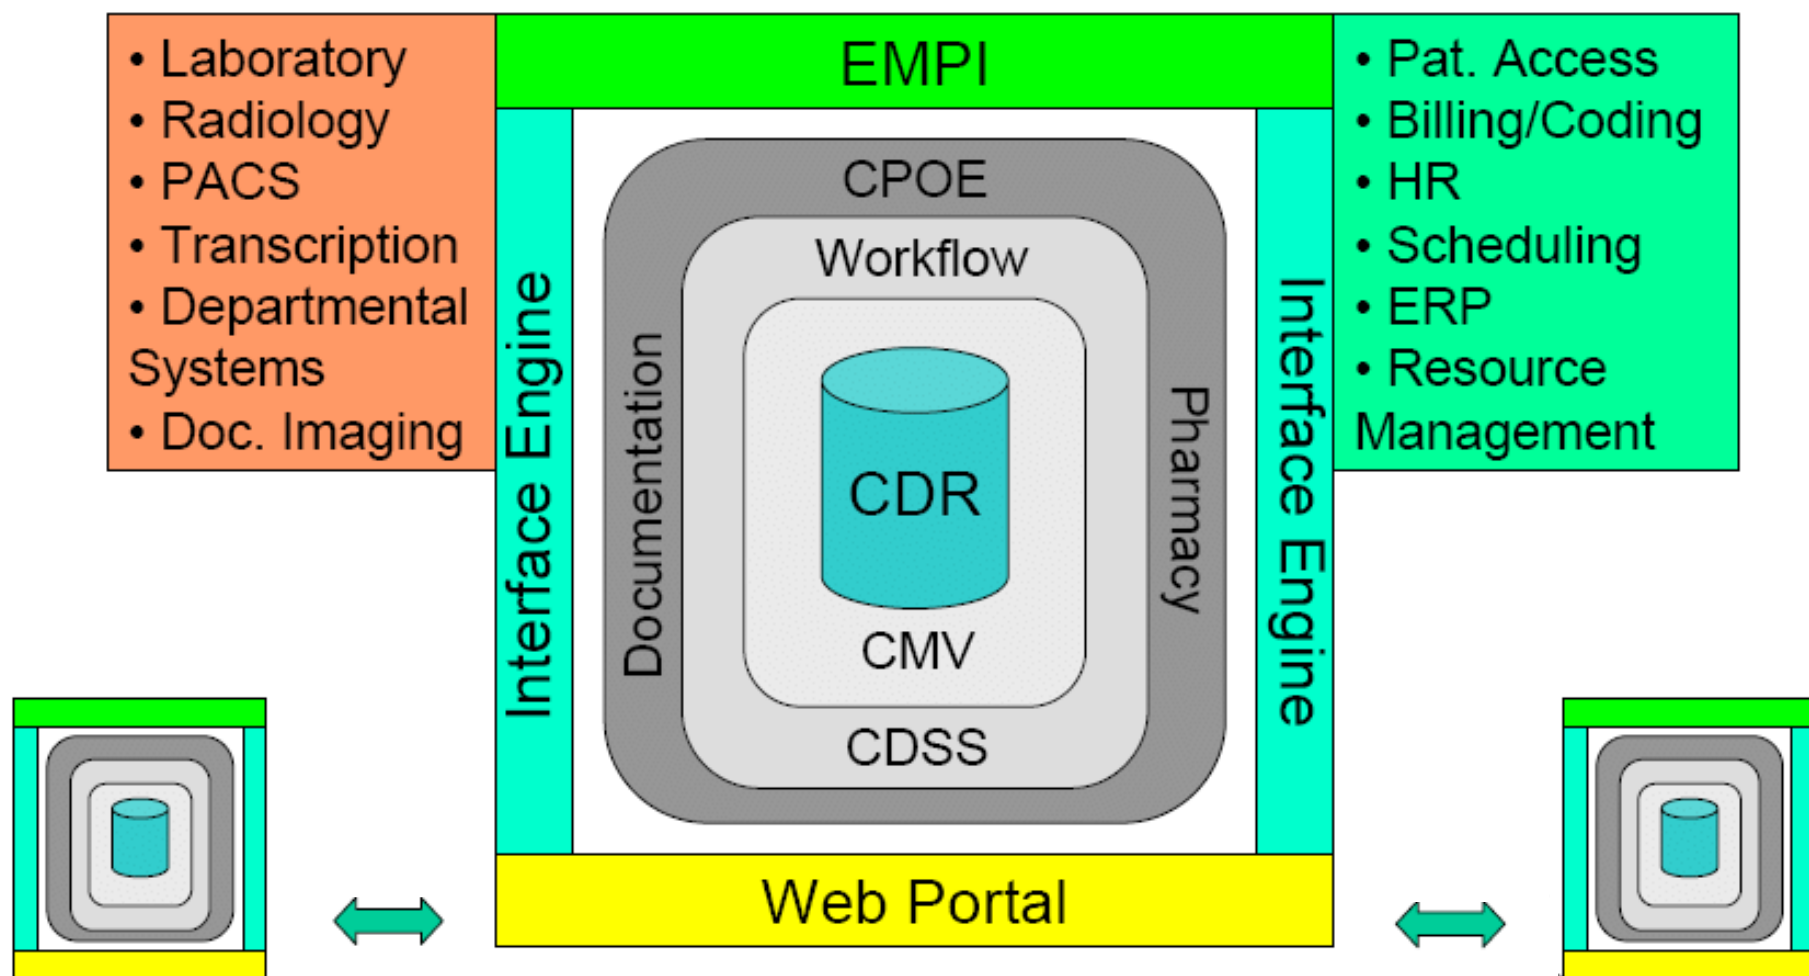 • Laboratory
• Radiology
• PACS
• Transcription
• Departmental
Systems
• Doc. Imaging
EMPI
• Pat. Access
• Billing/Coding
• HR
• Scheduling
• ERP
• Resource
Management
Interface Engine
CPOE
Workflow
Documentation
CDR
Pharmacy
CMV
CDSS
Interface Engine
Web Portal